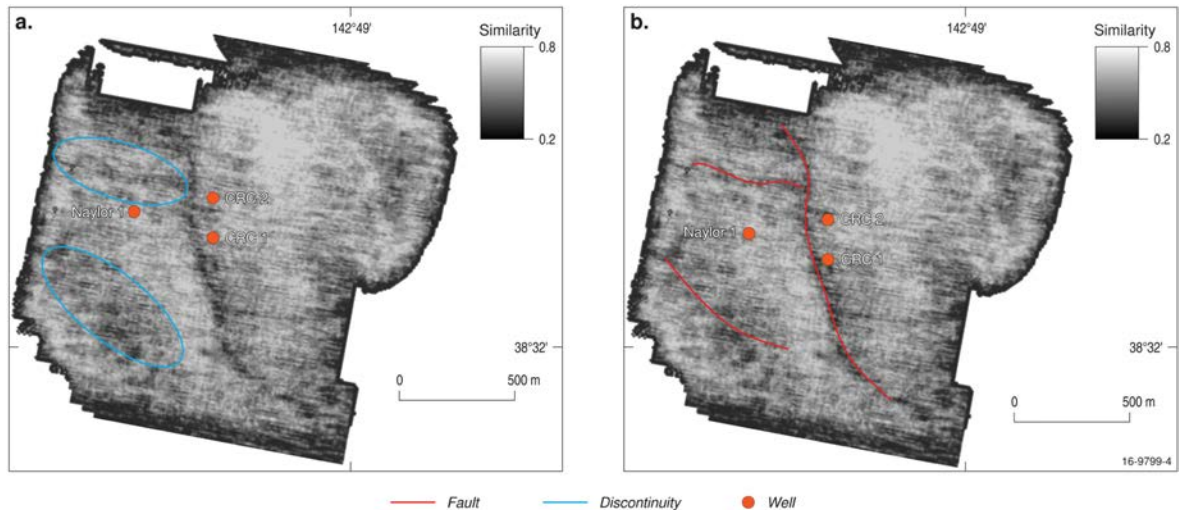 a.
142°49'
Similarity
0.8
0.2
?
CRC 2
? Naylor 1
CRC 1
38°32'
0 500 m
b.
142°49'
Similarity
0.8
0.2
?
?
CRC 2
Naylor 1
CRC 1
38°32'
0 500 m
16-9799-4
Fault Discontinuity Well